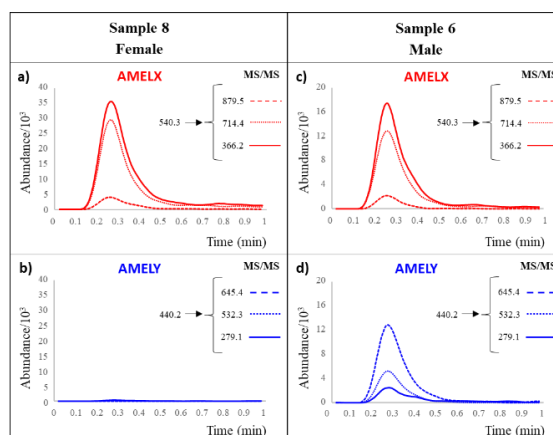 Sample 8
Female
Sample 6
Male
a)
AMELX
MS/MS
Abundance/10³
40
35
30
25
20
15
10
5
0
540.3
879.5
714.4
366.2
0 0.1 0.2 0.3 0.4 0.5 0.6 0.7 0.8 0.9 1
Time (min)
c)
AMELX
MS/MS
Abundance/10³
20
16
12
8
4
0
540.3
879.5
714.4
366.2
0 0.1 0.2 0.3 0.4 0.5 0.6 0.7 0.8 0.9 1
Time (min)
b)
AMELY
MS/MS
Abundance/10³
40
35
30
25
20
15
10
5
0
440.2
645.4
532.3
279.1
0 0.1 0.2 0.3 0.4 0.5 0.6 0.7 0.8 0.9 1
Time (min)
d)
AMELY
MS/MS
Abundance/10³
20
16
12
8
4
0
440.2
645.4
532.3
279.1
0 0.1 0.2 0.3 0.4 0.5 0.6 0.7 0.8 0.9 1
Time (min)